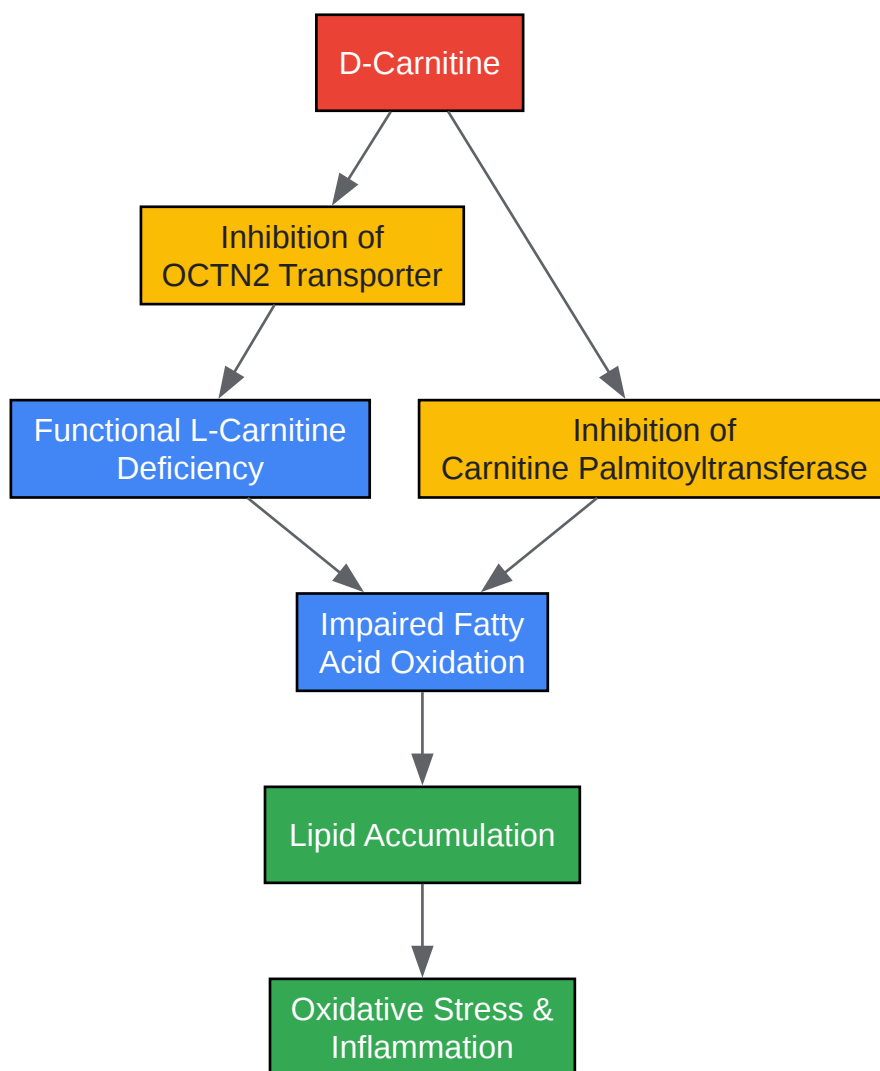 D-Carnitine
Inhibition of
OCTN2 Transporter
Functional L-Carnitine
Deficiency
Inhibition of
Carnitine Palmitoyltransferase
Impaired Fatty
Acid Oxidation
Lipid Accumulation
Oxidative Stress &
Inflammation